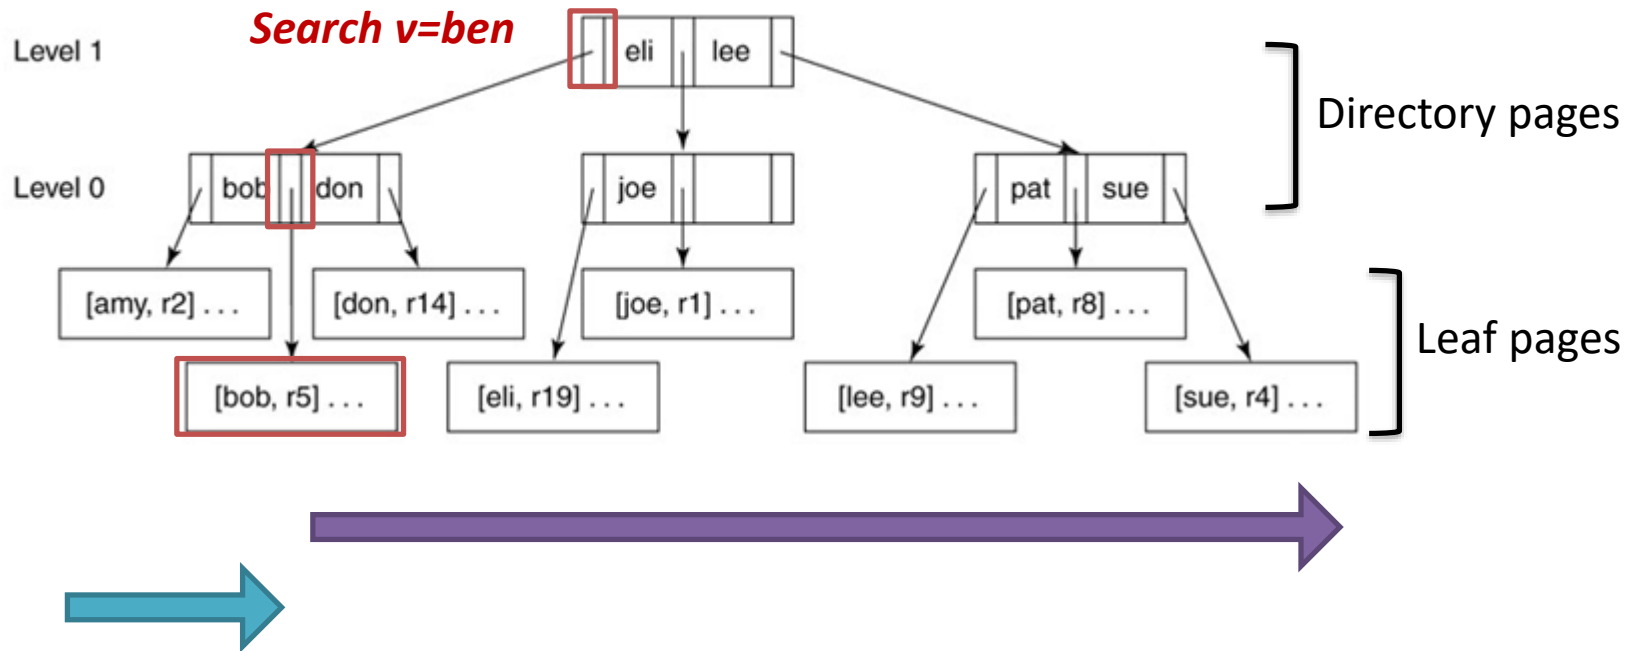 Search v=ben
Level 1
eli lee
Directory pages
Level 0
bob don
joe
pat sue
[amy, r2] . . .
[don, r14] . . .
[joe, r1] . . .
[pat, r8] . . .
Leaf pages
[bob, r5] . . .
[eli, r19] . . .
[lee, r9] . . .
[sue, r4] . . .